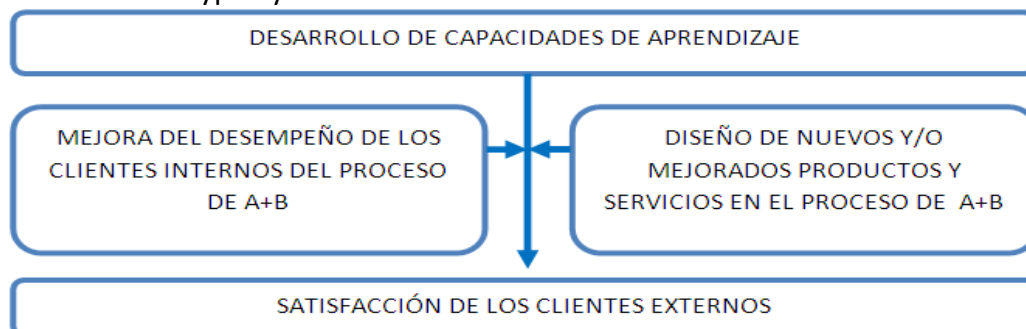 DESARROLLO DE CAPACIDADES DE APRENDIZAJE
MEJORA DEL DESEMPEÑO DE LOS
CLIENTES INTERNOS DEL PROCESO
DE A+B
DISEÑO DE NUEVOS Y/O
MEJORADOS PRODUCTOS Y
SERVICIOS EN EL PROCESO DE A+B
SATISFACCIÓN DE LOS CLIENTES EXTERNOS